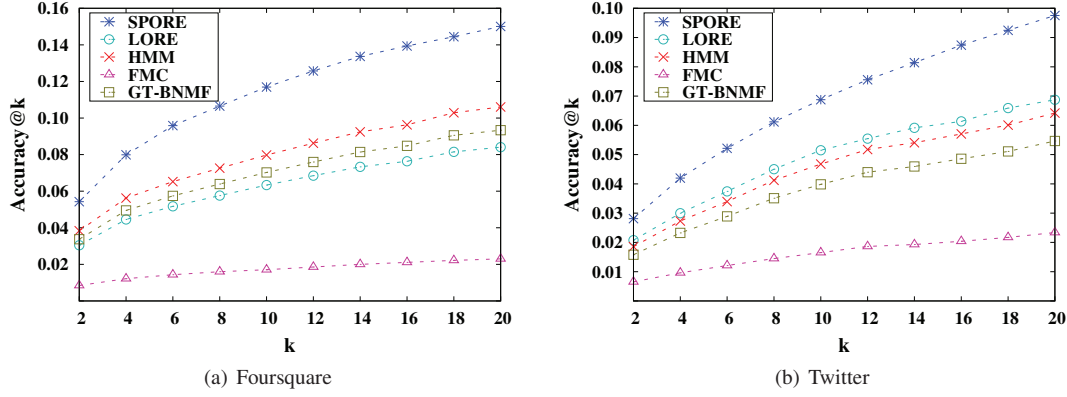 Accuracy@k
0.16
0.14
0.12
0.10
0.08
0.06
0.04
0.02
SPORE
LORE
HMM
FMC
GT-BNMF
2 4 6 8 10 12 14 16 18 20
k
(a) Foursquare
Accuracy@k
0.10
0.09
0.08
0.07
0.06
0.05
0.04
0.03
0.02
0.01
SPORE
LORE
HMM
FMC
GT-BNMF
2 4 6 8 10 12 14 16 18 20
k
(b) Twitter